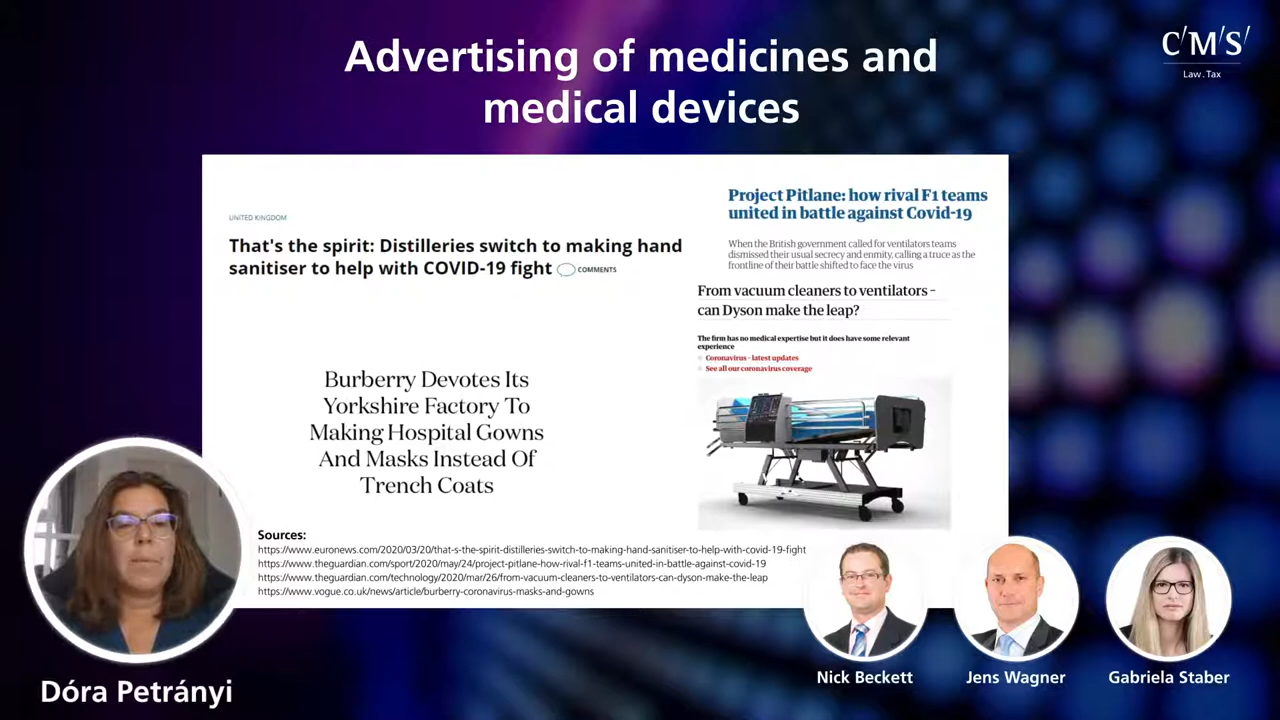 Advertising of medicines and
medical devices
C/M/S/
Law.Tax
UNITED KINGDOM
That's the spirit: Distilleries switch to making hand
sanitiser to help with COVID-19 fight COMMENTS
Project Pitlane: how rival F1 teams
united in battle against Covid-19
When the British government called for ventilators teams
dismissed their usual secrecy and enmity, calling a truce as the
frontline of their battle shifted to face the virus
From vacuum cleaners to ventilators –
can Dyson make the leap?
The firm has no medical expertise but it does have some relevant
experience
Coronavirus – latest updates
See all our coronavirus coverage
Burberry Devotes Its
Yorkshire Factory To
Making Hospital Gowns
And Masks Instead Of
Trench Coats
Sources:
https://www.euronews.com/2020/03/20/that-s-the-spirit-distilleries-switch-to-making-hand-sanitiser-to-help-with-covid-19-fight
https://www.theguardian.com/sport/2020/may/24/project-pitlane-how-rival-f1-teams-united-in-battle-against-covid-19
https://www.theguardian.com/technology/2020/mar/26/from-vacuum-cleaners-to-ventilators-can-dyson-make-the-leap
https://www.vogue.co.uk/news/article/burberry-coronavirus-masks-and-gowns
Dóra Petrányi
Nick Beckett
Jens Wagner
Gabriela Staber